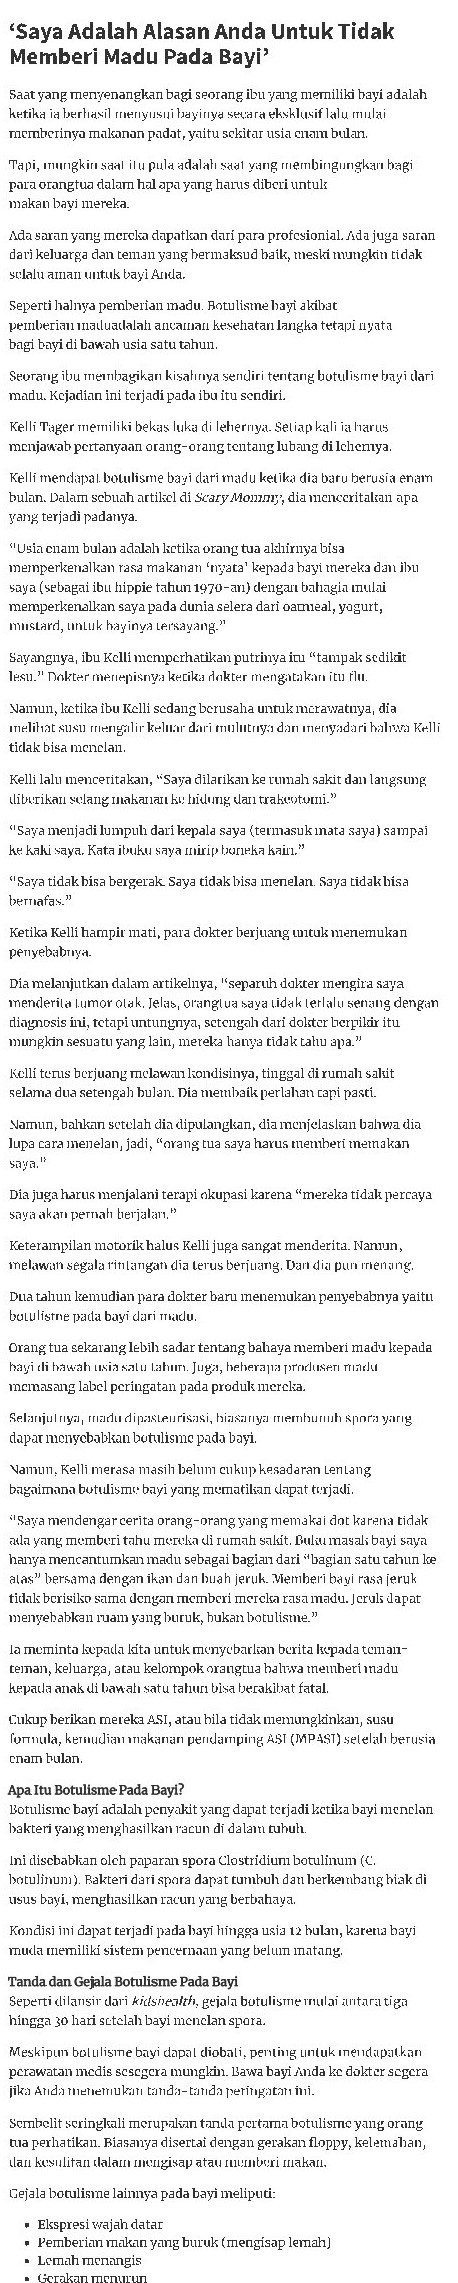 ‘Saya Adalah Alasan Anda Untuk Tidak
Memberi Madu Pada Bayi’
Saat yang menyenangkan bagi seorang ibu yang memiliki bayi adalah
ketika ia berhasil menyusui bayinya secara eksklusif lalu mulai
memberinya makanan padat, yaitu sekitar usia enam bulan.
Tapi, mungkin saat itu pula adalah saat yang membingungkan bagi
para orangtua dalam hal apa yang harus diberi untuk
makan bayi mereka.
Ada saran yang mereka dapatkan dari para profesionial. Ada juga saran
dari keluarga dan teman yang bermaksud baik, meski mungkin tidak
selalu aman untuk bayi Anda.
Seperti halnya pemberian madu. Botulisme bayi akibat
pemberian maduadalah ancaman kesehatan langka tetapi nyata
bagi bayi di bawah usia satu tahun.
Seorang ibu membagikan kisahnya sendiri tentang botulisme bayi dari
madu. Kejadian ini terjadi pada ibu itu sendiri.
Kelli Tager memiliki bekas luka di lehernya. Setiap kali ia harus
menjawab pertanyaan orang-orang tentang lubang di lehernya.
Kelli mendapat botulisme bayi dari madu ketika dia baru berusia enam
bulan. Dalam sebuah artikel di Scary Mommy, dia menceritakan apa
yang terjadi padanya.
“Usia enam bulan adalah ketika orang tua akhirnya bisa
memperkenalkan rasa makanan ‘nyata’ kepada bayi mereka dan ibu
saya (sebagai ibu hippie tahun 1970-an) dengan bahagia mulai
memperkenalkan saya pada dunia selera dari oatmeal, yogurt,
mustard, untuk bayinya tersayang.”
Sayangnya, ibu Kelli memperhatikan putrinya itu “tampak sedikit
lesu.” Dokter menepisnya ketika dokter mengatakan itu flu.
Namun, ketika ibu Kelli sedang berusaha untuk merawatnya, dia
melihat susu mengalir keluar dari mulutnya dan menyadari bahwa Kelli
tidak bisa menelan.
Kelli lalu menceritakan, “Saya dilarikan ke rumah sakit dan langsung
diberikan selang makanan ke hidung dan trakeotomi.”
“Saya menjadi lumpuh dari kepala saya (termasuk mata saya) sampai
ke kaki saya. Kata ibuku saya mirip boneka kain.”
“Saya tidak bisa bergerak. Saya tidak bisa menelan. Saya tidak bisa
bernafas.”
Ketika Kelli hampir mati, para dokter berjuang untuk menemukan
penyebabnya.
Dia melanjutkan dalam artikelnya, “separuh dokter mengira saya
menderita tumor otak. Jelas, orangtua saya tidak terlalu senang dengan
diagnosis ini, tetapi untungnya, setengah dari dokter berpikir itu
mungkin sesuatu yang lain, mereka hanya tidak tahu apa.”
Kelli terus berjuang melawan kondisinya, tinggal di rumah sakit
selama dua setengah bulan. Dia membaik perlahan tapi pasti.
Namun, bahkan setelah dia dipulangkan, dia menjelaskan bahwa dia
lupa cara menelan, jadi, “orang tua saya harus memberi memakan
saya.”
Dia juga harus menjalani terapi okupasi karena “mereka tidak percaya
saya akan pernah berjalan.”
Keterampilan motorik halus Kelli juga sangat menderita. Namun,
melawan segala rintangan dia terus berjuang. Dan dia pun menang.
Dua tahun kemudian para dokter baru menemukan penyebabnya yaitu
botulisme pada bayi dari madu.
Orang tua sekarang lebih sadar tentang bahaya memberi madu kepada
bayi di bawah usia satu tahun. Juga, beberapa produsen madu
memasang label peringatan pada produk mereka.
Selanjutnya, madu dipasteurisasi, biasanya membunuh spora yang
dapat menyebabkan botulisme pada bayi.
Namun, Kelli merasa masih belum cukup kesadaran tentang
bagaimana botulisme bayi yang mematikan dapat terjadi.
“Saya mendengar cerita orang-orang yang memakai dot karena tidak
ada yang memberi tahu mereka di rumah sakit. Buku masak bayi saya
hanya mencantumkan madu sebagai bagian dari “bagian satu tahun ke
atas” bersama dengan ikan dan buah jeruk. Memberi bayi rasa jeruk
tidak berisiko sama dengan memberi mereka rasa madu. Jeruk dapat
menyebabkan ruam yang buruk, bukan botulisme.”
Ia meminta kepada kita untuk menyebarkan berita kepada teman-
teman, keluarga, atau kelompok orangtua bahwa memberi madu
kepada anak di bawah satu tahun bisa berakibat fatal.
Cukup berikan mereka ASI, atau bila tidak memungkinkan, susu
formula, kemudian makanan pendamping ASI (MPASI) setelah berusia
enam bulan.
Apa Itu Botulisme Pada Bayi?
Botulisme bayi adalah penyakit yang dapat terjadi ketika bayi menelan
bakteri yang menghasilkan racun di dalam tubuh.
Ini disebabkan oleh paparan spora Clostridium botulinum (C.
botulinum). Bakteri dari spora dapat tumbuh dan berkembang biak di
usus bayi, menghasilkan racun yang berbahaya.
Kondisi ini dapat terjadi pada bayi hingga usia 12 bulan, karena bayi
muda memiliki sistem pencernaan yang belum matang.
Tanda dan Gejala Botulisme Pada Bayi
Seperti dilansir dari kidshealth, gejala botulisme mulai antara tiga
hingga 30 hari setelah bayi menelan spora.
Meskipun botulisme bayi dapat diobati, penting untuk mendapatkan
perawatan medis sesegera mungkin. Bawa bayi Anda ke dokter segera
jika Anda menemukan tanda-tanda peringatan ini.
Sembelit seringkali merupakan tanda pertama botulisme yang orang
tua perhatikan. Biasanya disertai dengan gerakan floppy, kelemahan,
dan kesulitan dalam mengisap atau memberi makan.
Gejala botulisme lainnya pada bayi meliputi:
• Ekspresi wajah datar
• Pemberian makan yang buruk (mengisap lemah)
• Lemah menangis
• Gerakan menurun